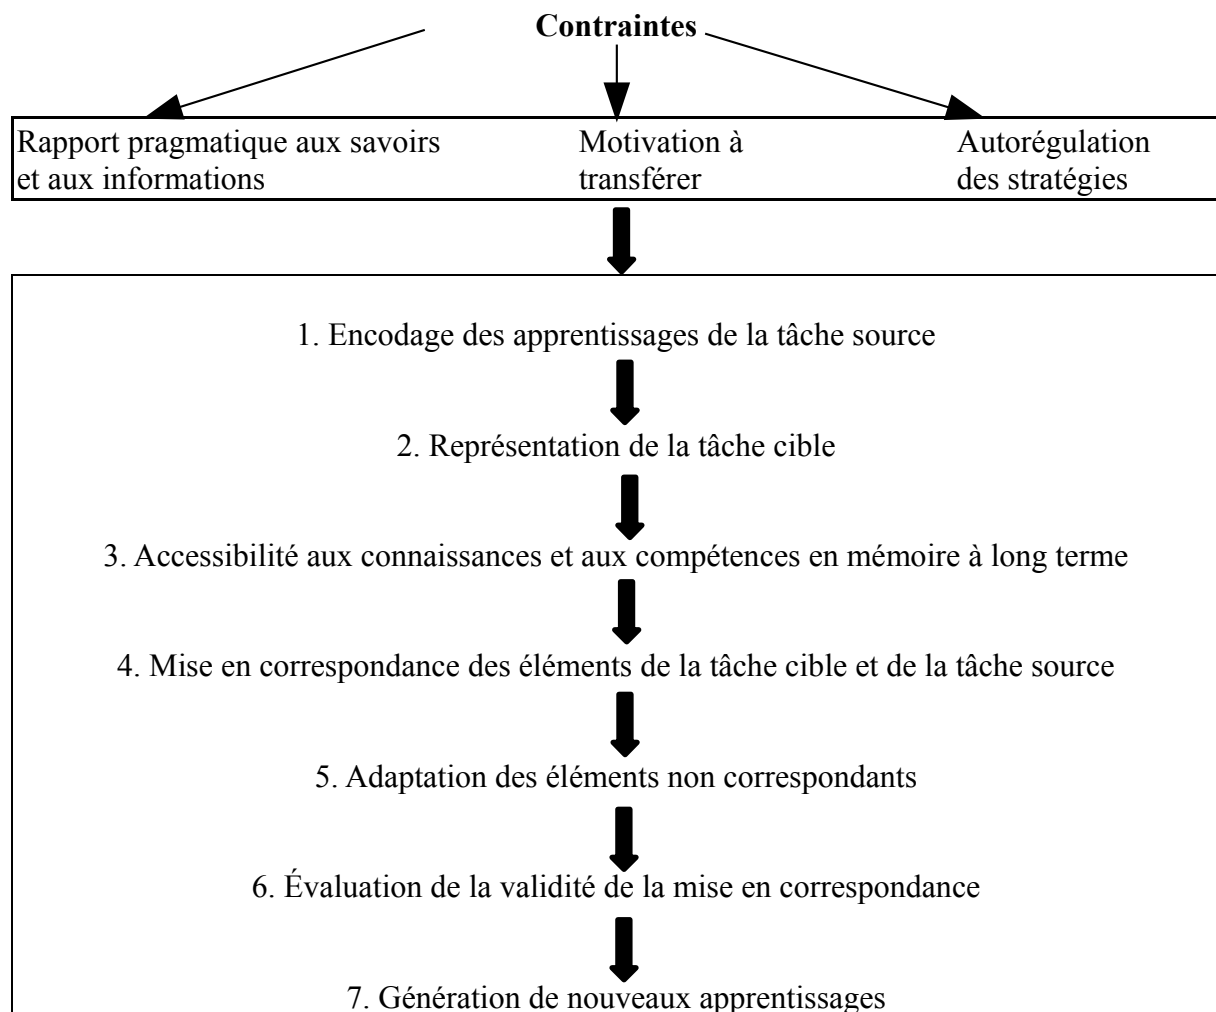 Contraintes
Rapport pragmatique aux savoirs
et aux informations
Motivation à
transférer
Autorégulation
des stratégies
1. Encodage des apprentissages de la tâche source
2. Représentation de la tâche cible
3. Accessibilité aux connaissances et aux compétences en mémoire à long terme
4. Mise en correspondance des éléments de la tâche cible et de la tâche source
5. Adaptation des éléments non correspondants
6. Évaluation de la validité de la mise en correspondance
7. Génération de nouveaux apprentissages